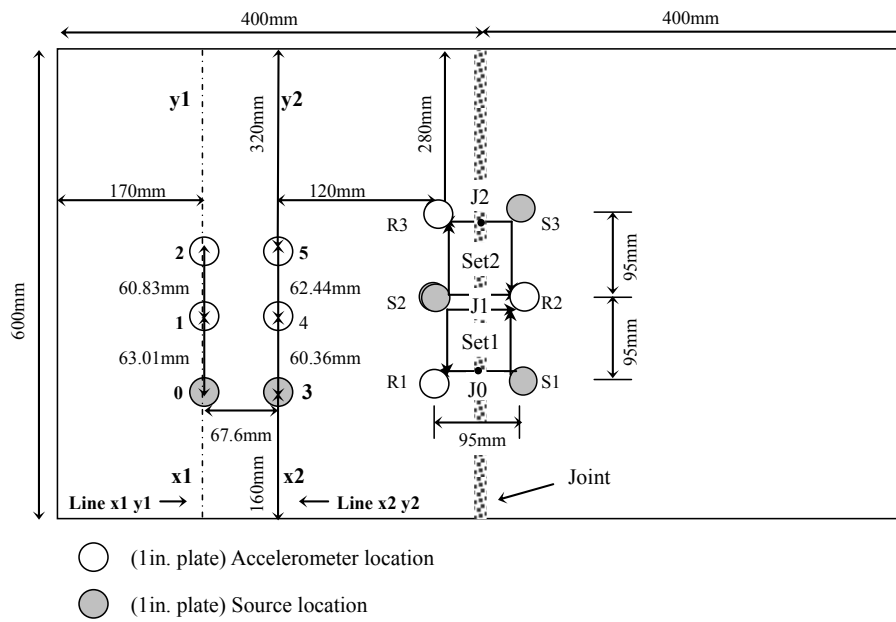 400mm
400mm
y1
y2
320mm
280mm
170mm
120mm
J2
R3
S3
2
5
Set2
95mm
60.83mm
62.44mm
600mm
S2
J1
R2
1
4
Set1
95mm
63.01mm
60.36mm
R1
S1
0
3
J0
67.6mm
95mm
x1
x2
160mm
Joint
Line x1 y1
Line x2 y2
(1in. plate) Accelerometer location
(1in. plate) Source location